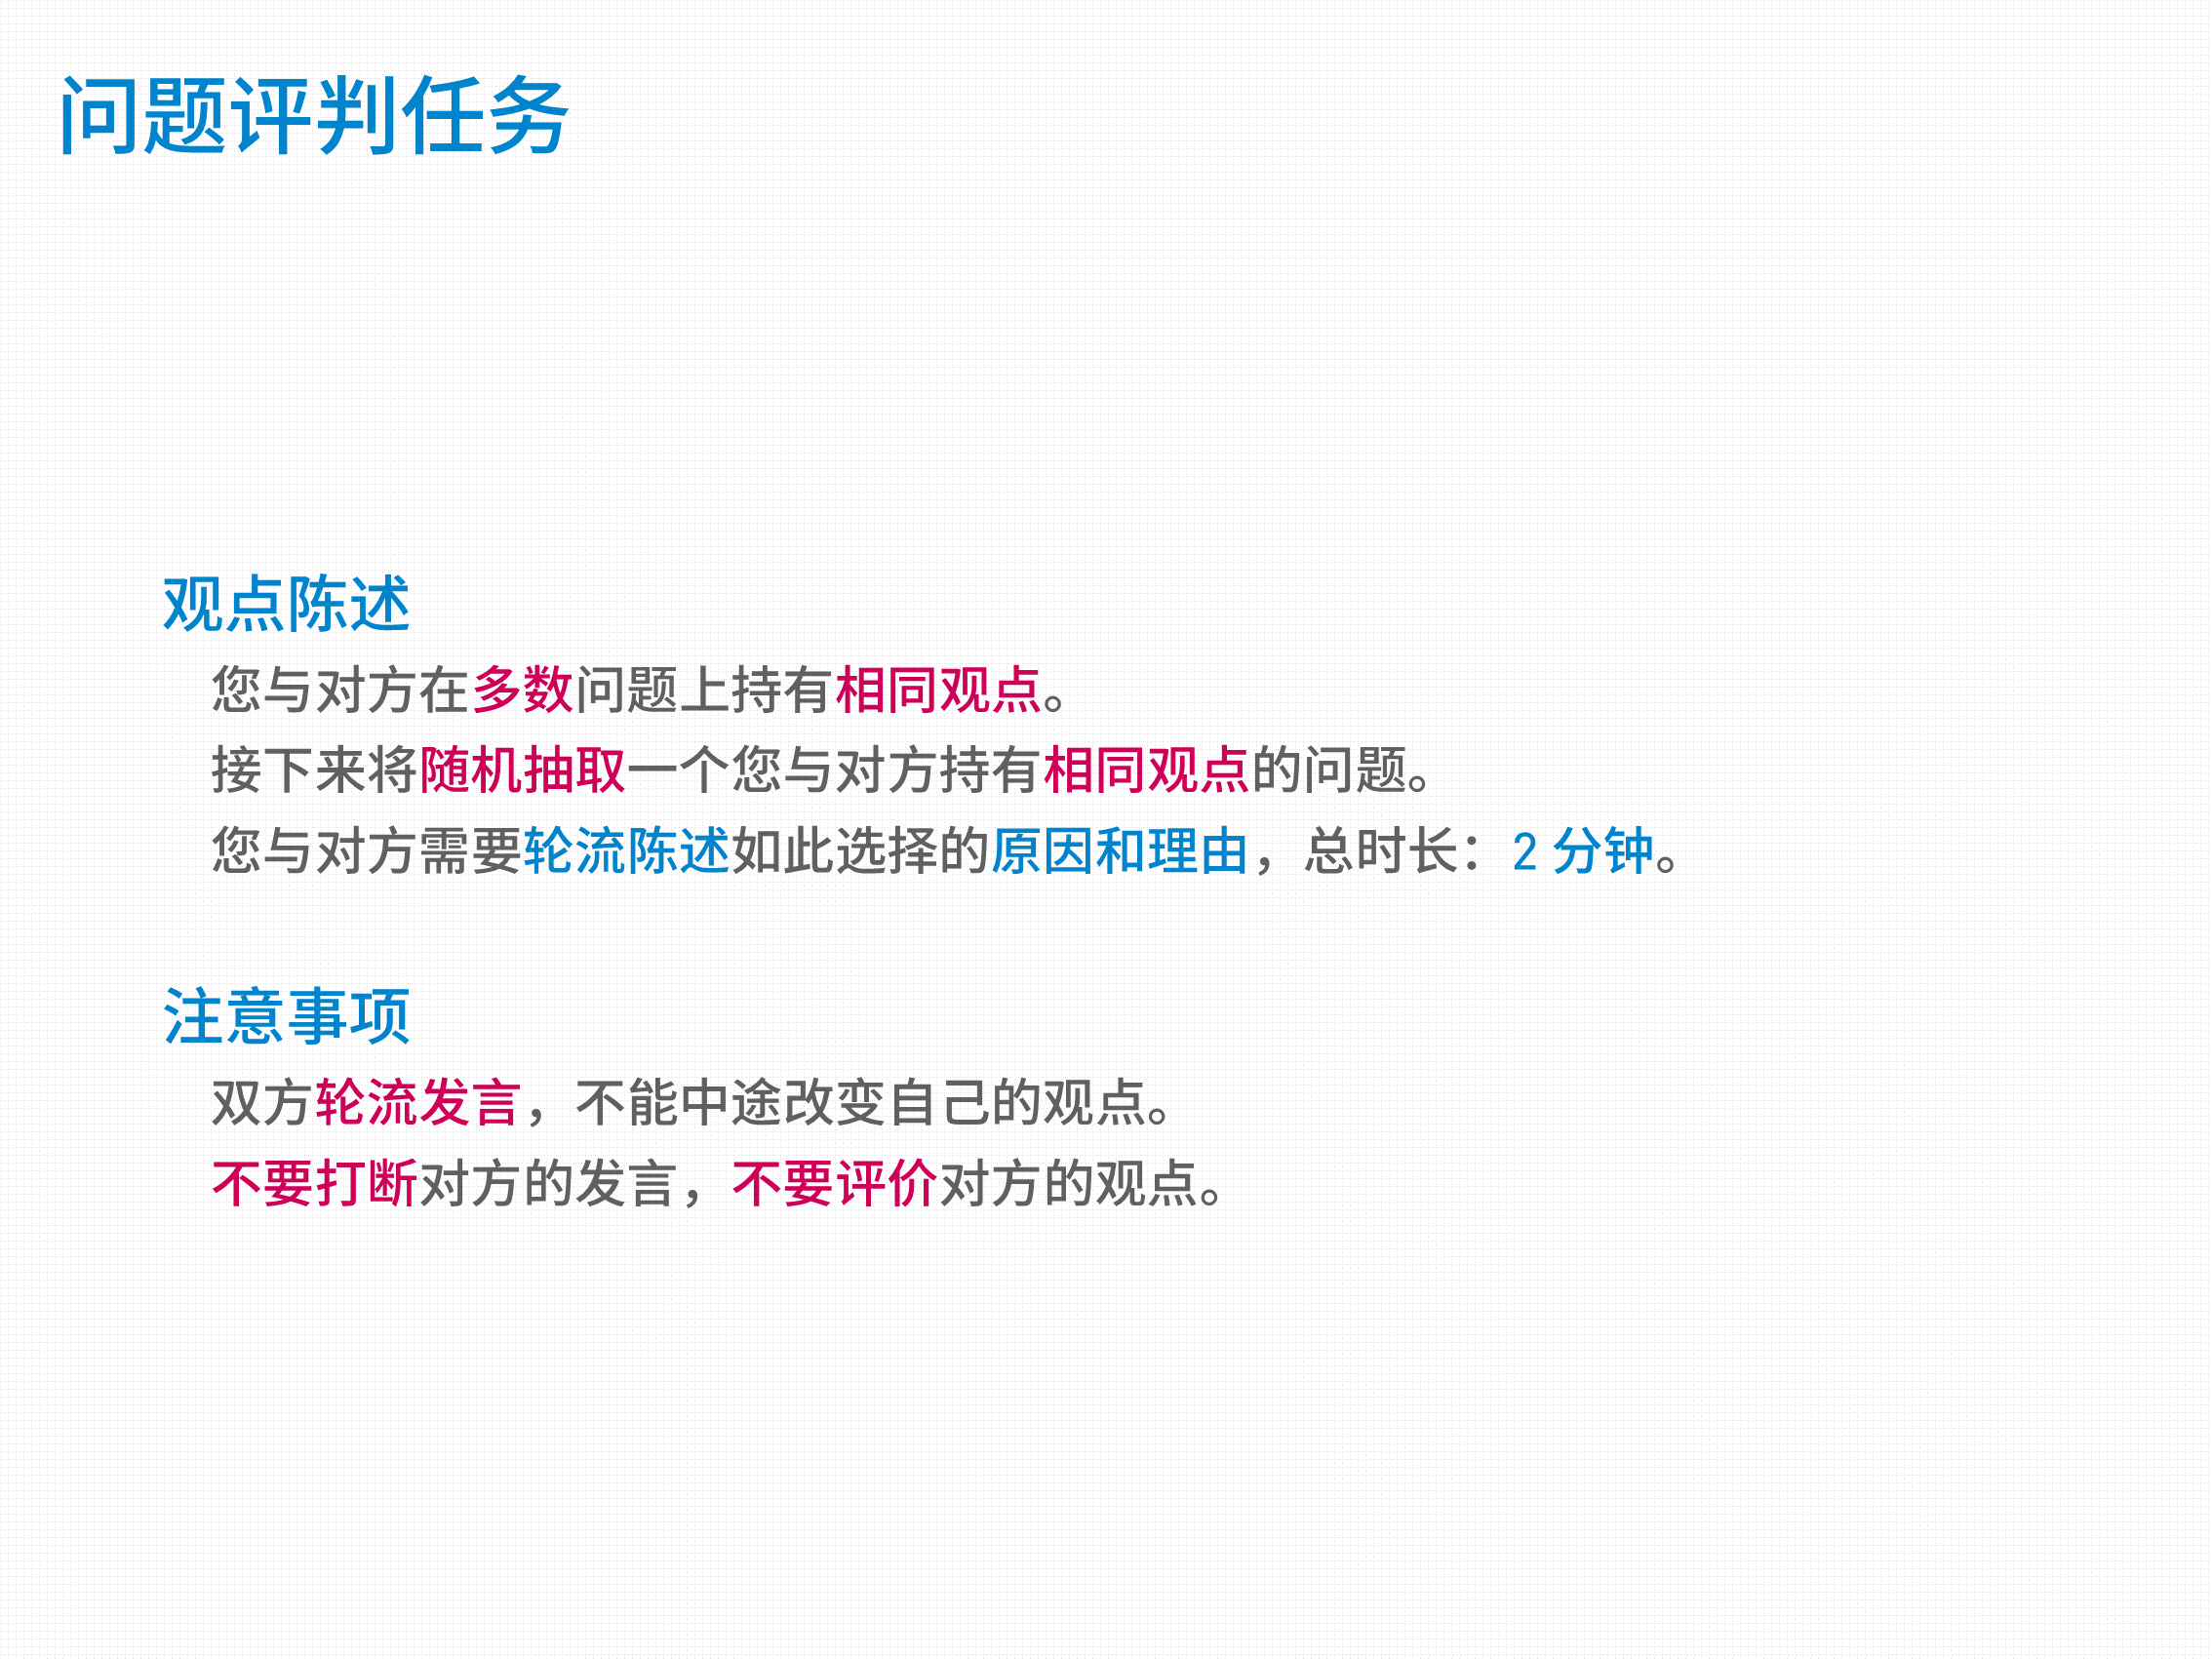 问题评判任务
观点陈述
您与对方在多数问题上持有相同观点。
接下来将随机抽取一个您与对方持有相同观点的问题。
您与对方需要轮流陈述如此选择的原因和理由，总时长：2 分钟。
注意事项
双方轮流发言，不能中途改变自己的观点。
不要打断对方的发言，不要评价对方的观点。